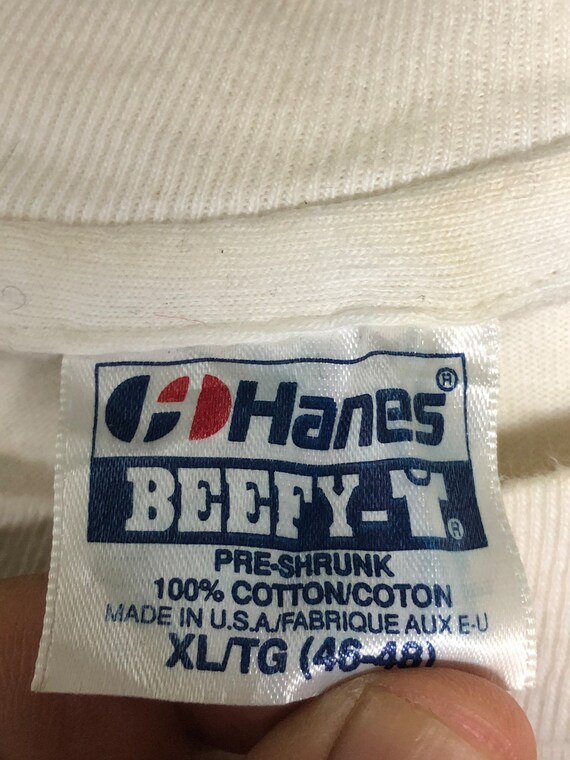 Hanes®
BEEFY-T®
PRE-SHRUNK
100% COTTON/COTON
MADE IN U.S.A/FABRIQUE AUX E-U
XL/TG (46-48)